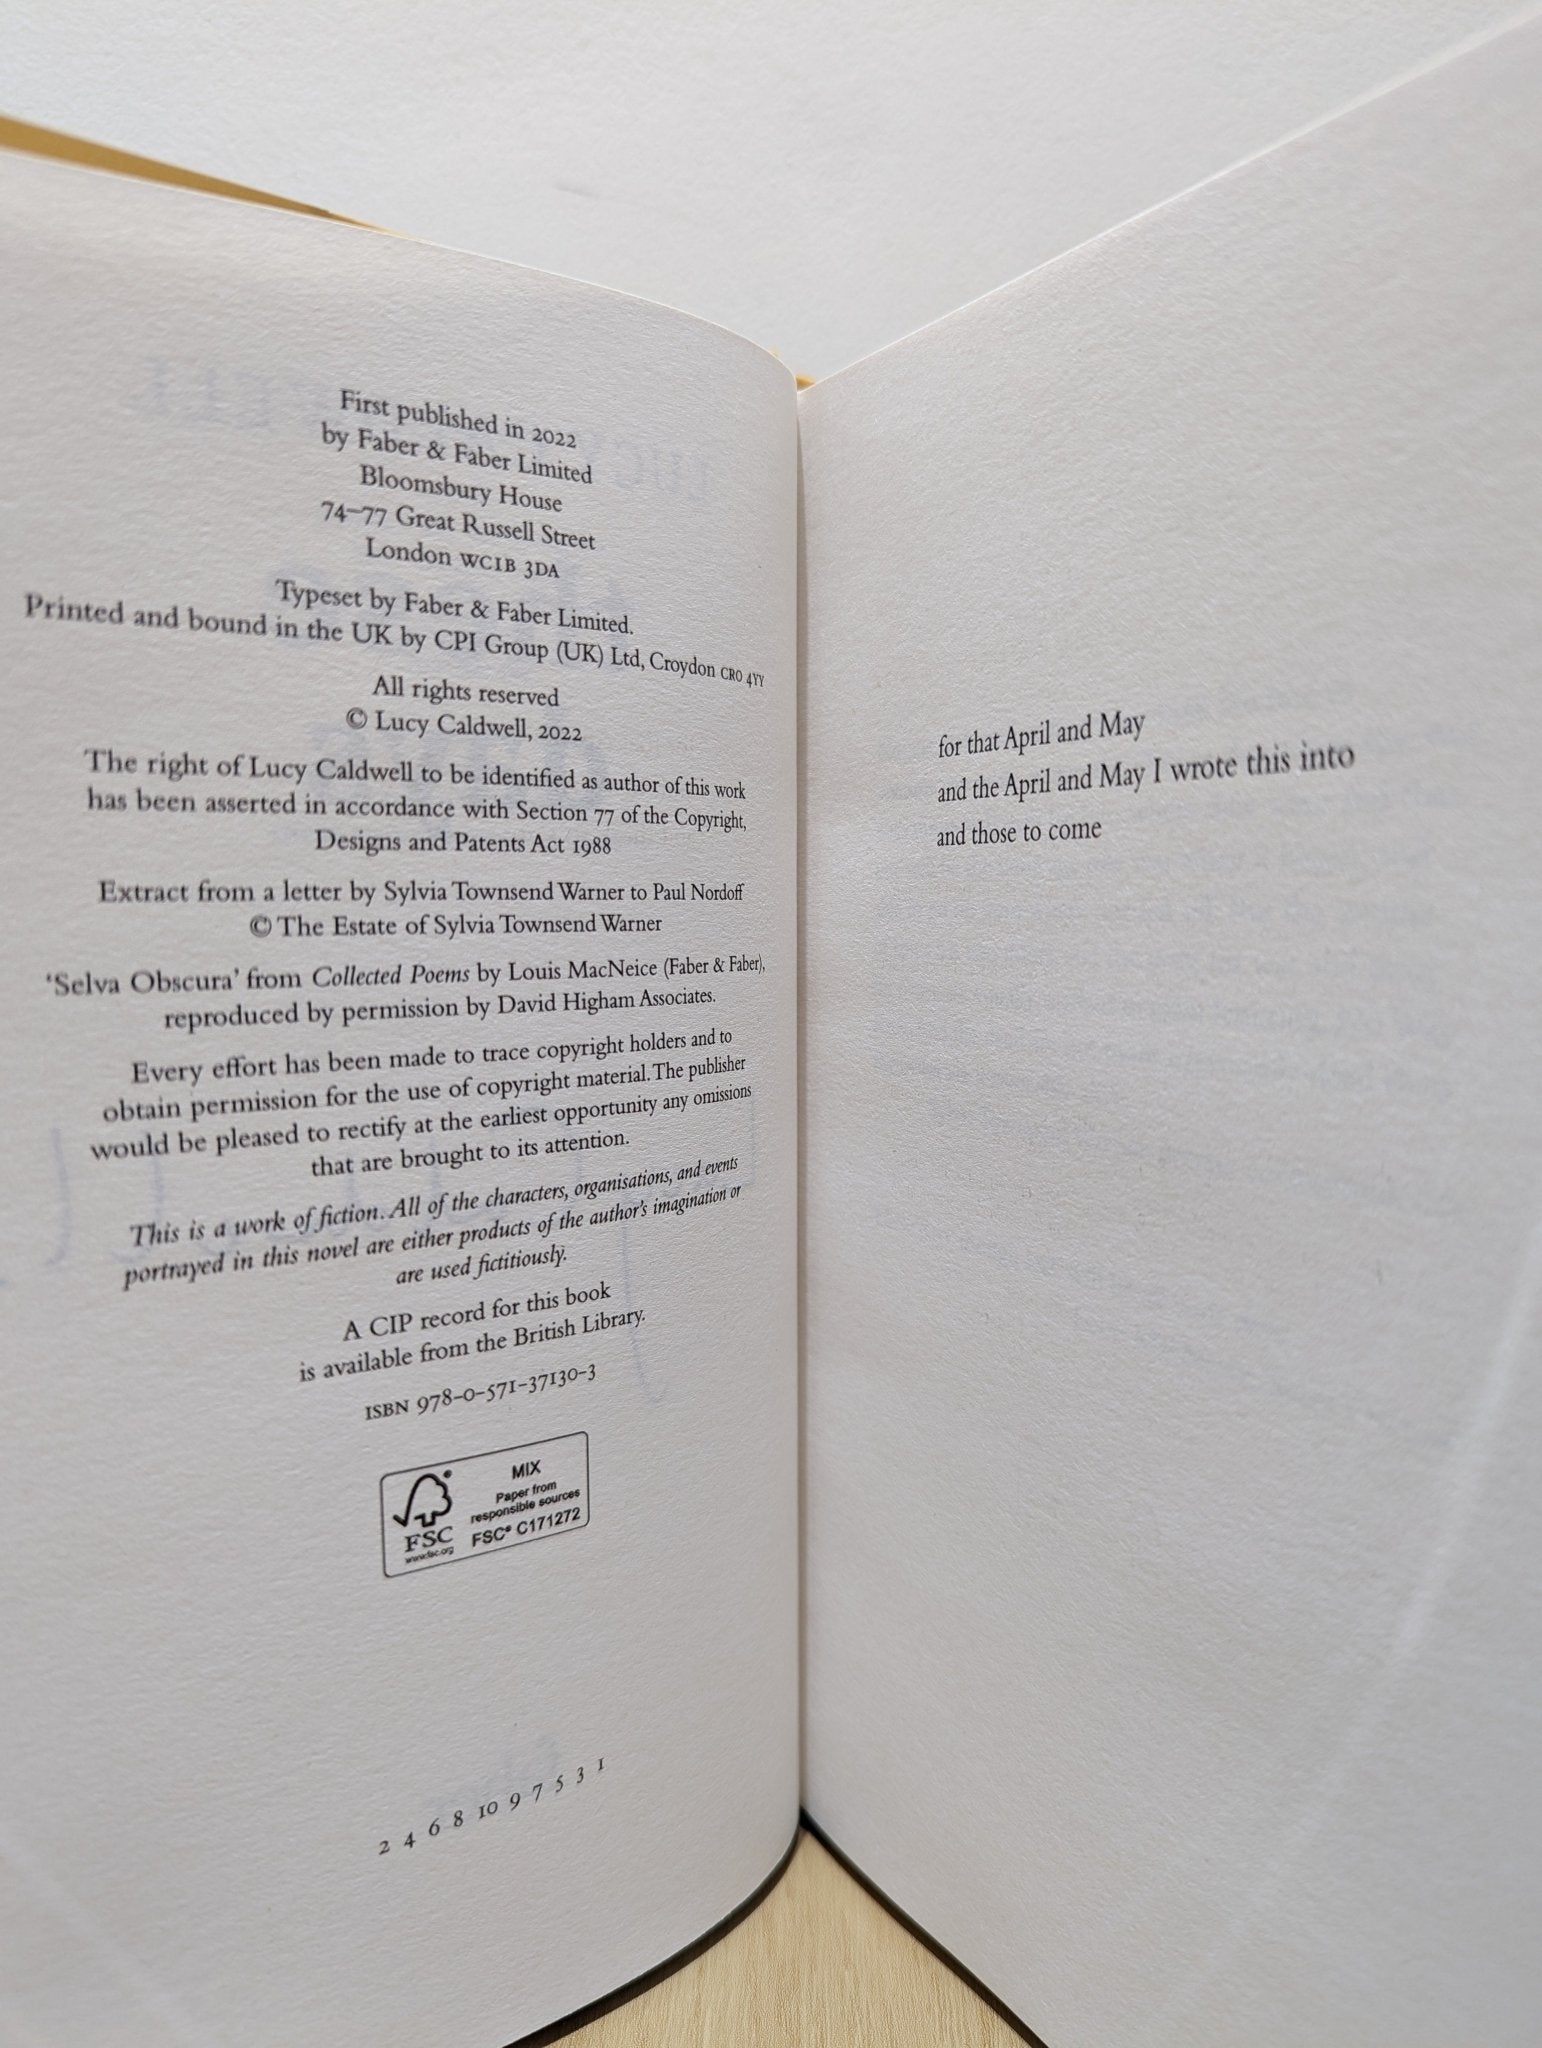 First published in 2022
by Faber & Faber Limited
Bloomsbury House
74–77 Great Russell Street
London WC1B 3DA
Typeset by Faber & Faber Limited.
Printed and bound in the UK by CPI Group (UK) Ltd, Croydon CR0 4YY
All rights reserved
© Lucy Caldwell, 2022
The right of Lucy Caldwell to be identified as author of this work
has been asserted in accordance with Section 77 of the Copyright,
Designs and Patents Act 1988
Extract from a letter by Sylvia Townsend Warner to Paul Nordoff
© The Estate of Sylvia Townsend Warner
‘Selva Obscura’ from Collected Poems by Louis MacNeice (Faber & Faber),
reproduced by permission by David Higham Associates.
Every effort has been made to trace copyright holders and to
obtain permission for the use of copyright material. The publisher
would be pleased to rectify at the earliest opportunity any omissions
that are brought to its attention.
This is a work of fiction. All of the characters, organisations, and events
portrayed in this novel are either products of the author’s imagination or
are used fictitiously.
A CIP record for this book
is available from the British Library.
ISBN 978–0–571–37130–3
MIX
Paper from
responsible sources
FSC® C171272
FSC
www.fsc.org
2 4 6 8 10 9 7 5 3 1
for that April and May
and the April and May I wrote this into
and those to come